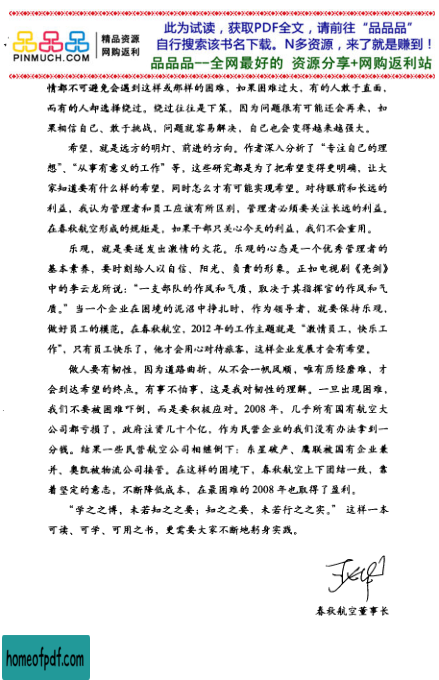 品品品
PINMUCH.COM
精品资源
网购返利
此为试读，获取PDF全文，请前往“品品品”
自行搜索该书名下载。N多资源，来了就是赚到！
品品品--全网最好的 资源分享+网购返利站
情都不可避免会遇到这样或那样的困难，如果困难过大，有的人敢于直面，
而有的人却选择绕过。绕过往往是下策，因为问题很有可能还会再来，如
果相信自己、敢于挑战，问题就容易解决，自己也会变得越来越强大。
希望，就是远方的明灯、前进的方向。作者深入分析了“专注自己的理
想”、“从事有意义的工作”等，这些研究都是为了把希望变得更明确，让大
家知道要有什么样的希望，同时怎么才有可能实现希望。对待眼前和长远的
利益，我认为管理者和员工应该有所区别，管理者必须要关注长远的利益。
在春秋航空形成的规矩是，如果干部只关心今天的利益，我们不会重用。
乐观，就是要迸发出激情的火花。乐观的心态是一个优秀管理者的
基本素养，要时刻给人以自信、阳光、负责的形象。正如电视剧《亮剑》
中的李云龙所说：“一支部队的作风和气质，取决于其指挥官的作风和气
质。”当一个企业在困境的泥沼中挣扎时，作为领导者，就要保持乐观，
做好员工的模范。在春秋航空，2012年的工作主题就是“激情员工，快乐工
作”，只有员工快乐了，他才会用心对待旅客，这样企业发展才会有希望。
做人要有韧性，因为道路曲折，从不会一帆风顺，唯有历经磨难，才
会到达希望的终点。有事不怕事，这是我对韧性的理解。一旦出现困难，
我们不要被困难吓倒，而是要积极应对。2008年，几乎所有国有航空大
公司都亏损了，政府注资几十个亿，作为民营企业的我们没有办法拿到一
分钱。结果一些民营航空公司相继倒下：东星破产、鹰联被国有企业兼
并、奥凯被物流公司接管。在这样的困境下，春秋航空上下团结一致，靠
着坚定的意志，不断降低成本，在最困难的2008年也取得了盈利。
“学之之博，未若知之之要；知之之要，未若行之之实。” 这样一本
可读、可学、可用之书，更需要大家不断地躬身实践。
春秋航空董事长
homeofpdf.com